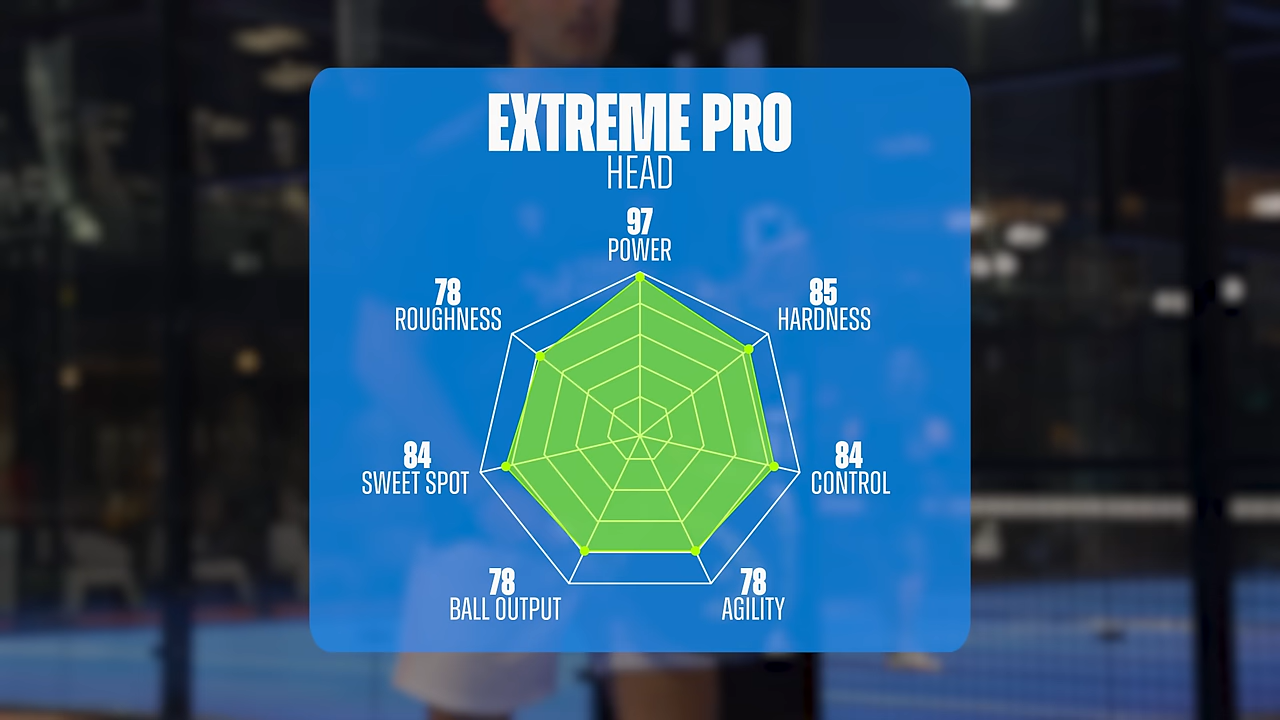 EXTREME PRO
HEAD
97
POWER
78
ROUGHNESS
85
HARDNESS
84
SWEET SPOT
84
CONTROL
78
BALL OUTPUT
78
AGILITY